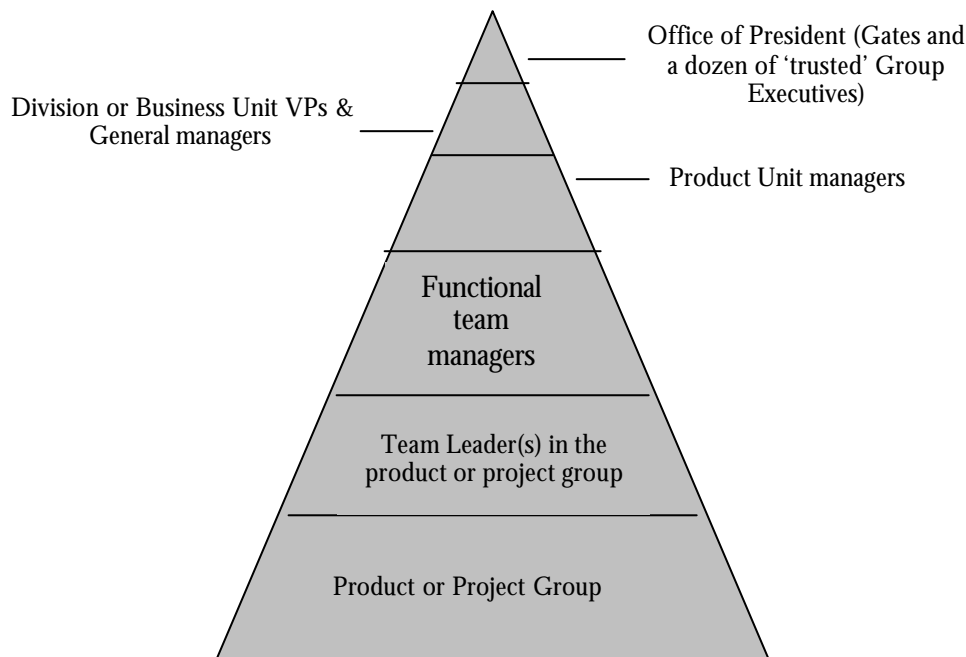 Office of President (Gates and
a dozen of ‘trusted’ Group
Executives)
Division or Business Unit VPs &
General managers
Product Unit managers
Functional
team
managers
Team Leader(s) in the
product or project group
Product or Project Group